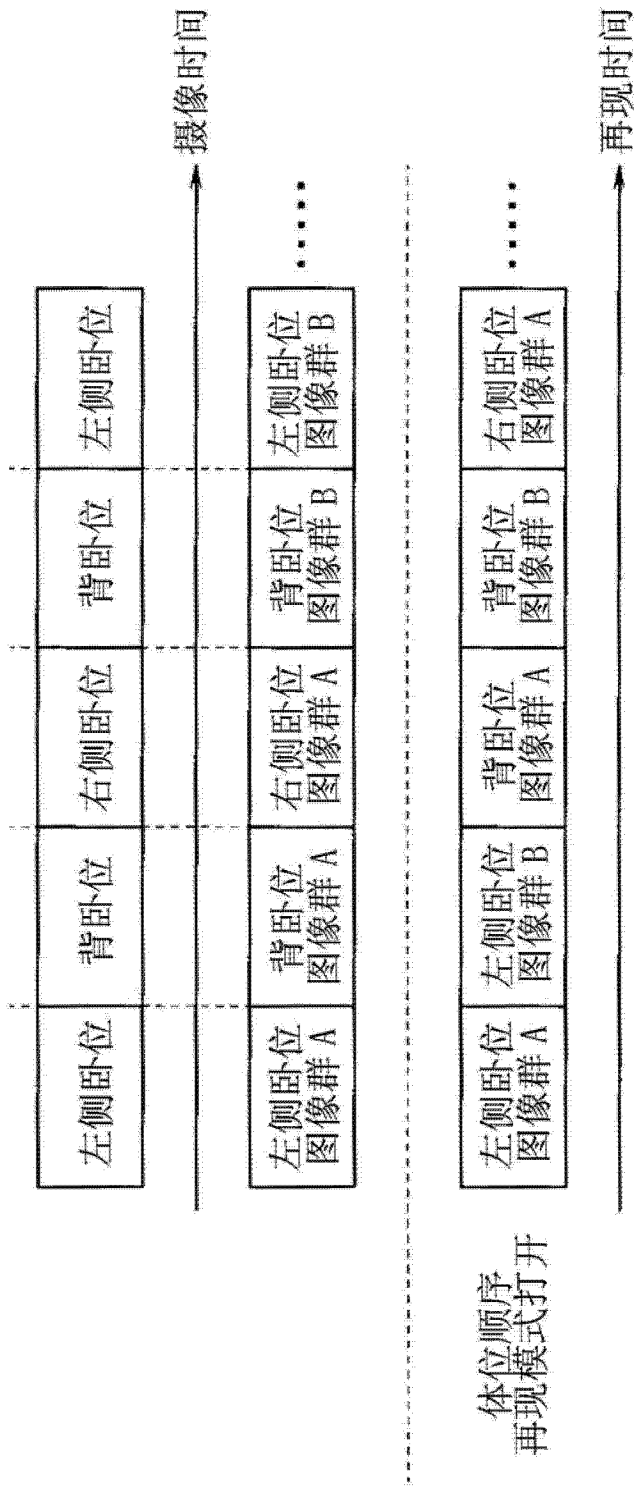 左侧卧位
背卧位
右侧卧位
背卧位
左侧卧位
摄像时间
左侧卧位
图像群 A
背卧位
图像群 A
右侧卧位
图像群 A
背卧位
图像群 B
左侧卧位
图像群 B
.....
体位顺序
再现模式打开
左侧卧位
图像群 A
左侧卧位
图像群 B
背卧位
图像群 A
背卧位
图像群 B
右侧卧位
图像群 A
.....
再现时间